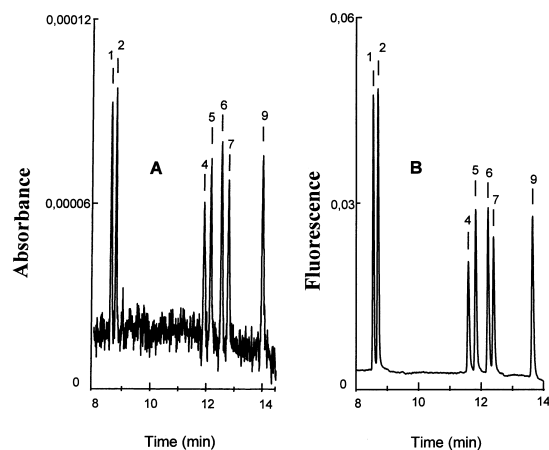 0,00012
1 2
5 6 9
4 7
A
0,00006
0
8 10 12 14
Time (min)
Absorbance
0,06
1 2
5 6 9
4 7
B
0,03
0
8 10 12 14
Time (min)
Fluorescence